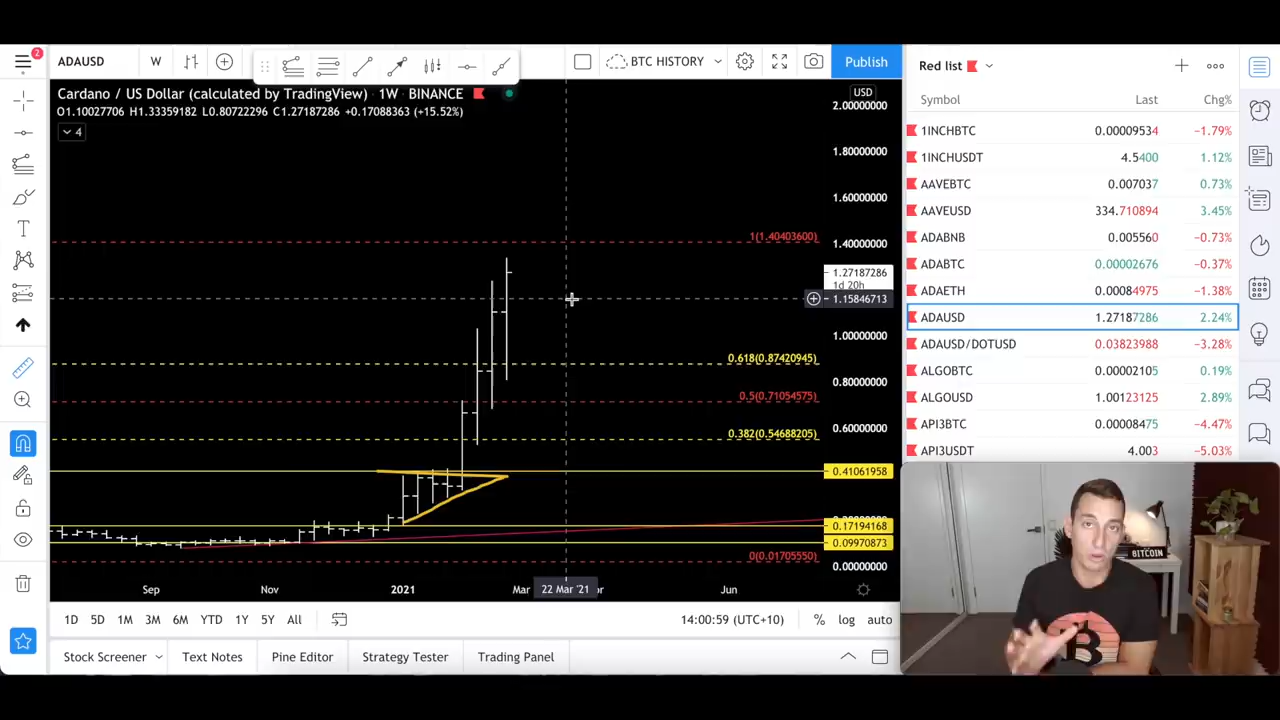 2
ADAUSD
W
BTC HISTORY
Publish
Red list
Cardano / US Dollar (calculated by TradingView) · 1W · BINANCE
O1.10027706 H1.33359182 L0.80722296 C1.27187286 +0.17088363 (+15.52%)
4
USD
2.00000000
1.80000000
1.60000000
1.40000000
1.27187286
1d 20h
1.15846713
1.00000000
0.80000000
0.60000000
0.41061958
0.17194168
0.09970873
0.00000000
1(1.40403600)
0.618(0.87420945)
0.5(0.71054575)
0.382(0.54688205)
0(0.01705550)
Sep
Nov
2021
Mar
22 Mar '21
Jun
Symbol Last Chg%
1INCHBTC 0.00009534 −1.79%
1INCHUSDT 4.5400 1.12%
AAVEBTC 0.007037 0.73%
AAVEUSD 334.710894 3.45%
ADABNB 0.005560 −0.73%
ADABTC 0.00002676 −0.37%
ADAETH 0.00084975 −1.38%
ADAUSD 1.27187286 2.24%
ADAUSD/DOTUSD 0.03823988 −3.28%
ALGOBTC 0.00002105 0.19%
ALGOUSD 1.00123125 2.89%
API3BTC 0.00008475 −4.47%
API3USDT 4.003 −5.03%
BITCOIN
B
1D 5D 1M 3M 6M YTD 1Y 5Y All
14:00:59 (UTC+10) % log auto
Stock Screener Text Notes Pine Editor Strategy Tester Trading Panel